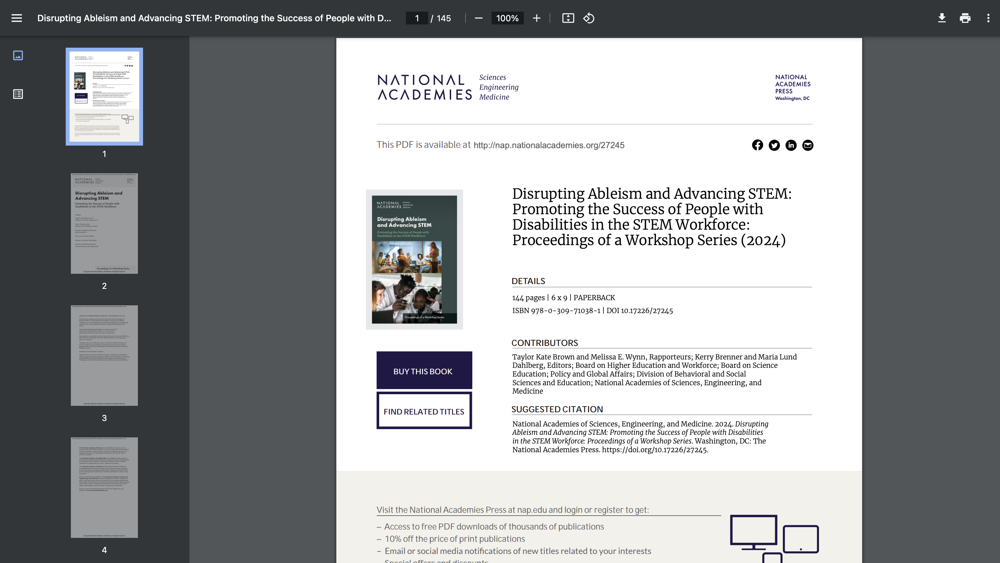 Disrupting Ableism and Advancing STEM: Promoting the Success of People with D...
1 / 145
100%
1
NATIONAL ACADEMIES
Disrupting Ableism and
Advancing STEM
Promoting the Success of People with
Disabilities in the STEM Workforce
Proceedings of a Workshop Series
2
3
4
NATIONAL
ACADEMIES
Sciences
Engineering
Medicine
NATIONAL
ACADEMIES
PRESS
Washington, DC
This PDF is available at http://nap.nationalacademies.org/27245
NATIONAL
ACADEMIES
Sciences
Engineering
Medicine
Disrupting Ableism
and Advancing STEM
Promoting the Success of People with
Disabilities in the STEM Workforce
Proceedings of a Workshop Series
BUY THIS BOOK
FIND RELATED TITLES
Disrupting Ableism and Advancing STEM:
Promoting the Success of People with
Disabilities in the STEM Workforce:
Proceedings of a Workshop Series (2024)
DETAILS
144 pages | 6 x 9 | PAPERBACK
ISBN 978-0-309-71038-1 | DOI 10.17226/27245
CONTRIBUTORS
Taylor Kate Brown and Melissa E. Wynn, Rapporteurs; Kerry Brenner and Maria Lund
Dahlberg, Editors; Board on Higher Education and Workforce; Board on Science
Education; Policy and Global Affairs; Division of Behavioral and Social
Sciences and Education; National Academies of Sciences, Engineering, and
Medicine
SUGGESTED CITATION
National Academies of Sciences, Engineering, and Medicine. 2024. Disrupting
Ableism and Advancing STEM: Promoting the Success of People with Disabilities
in the STEM Workforce: Proceedings of a Workshop Series. Washington, DC: The
National Academies Press. https://doi.org/10.17226/27245.
Visit the National Academies Press at nap.edu and login or register to get:
– Access to free PDF downloads of thousands of publications
– 10% off the price of print publications
– Email or social media notifications of new titles related to your interests
Special offers and discounts